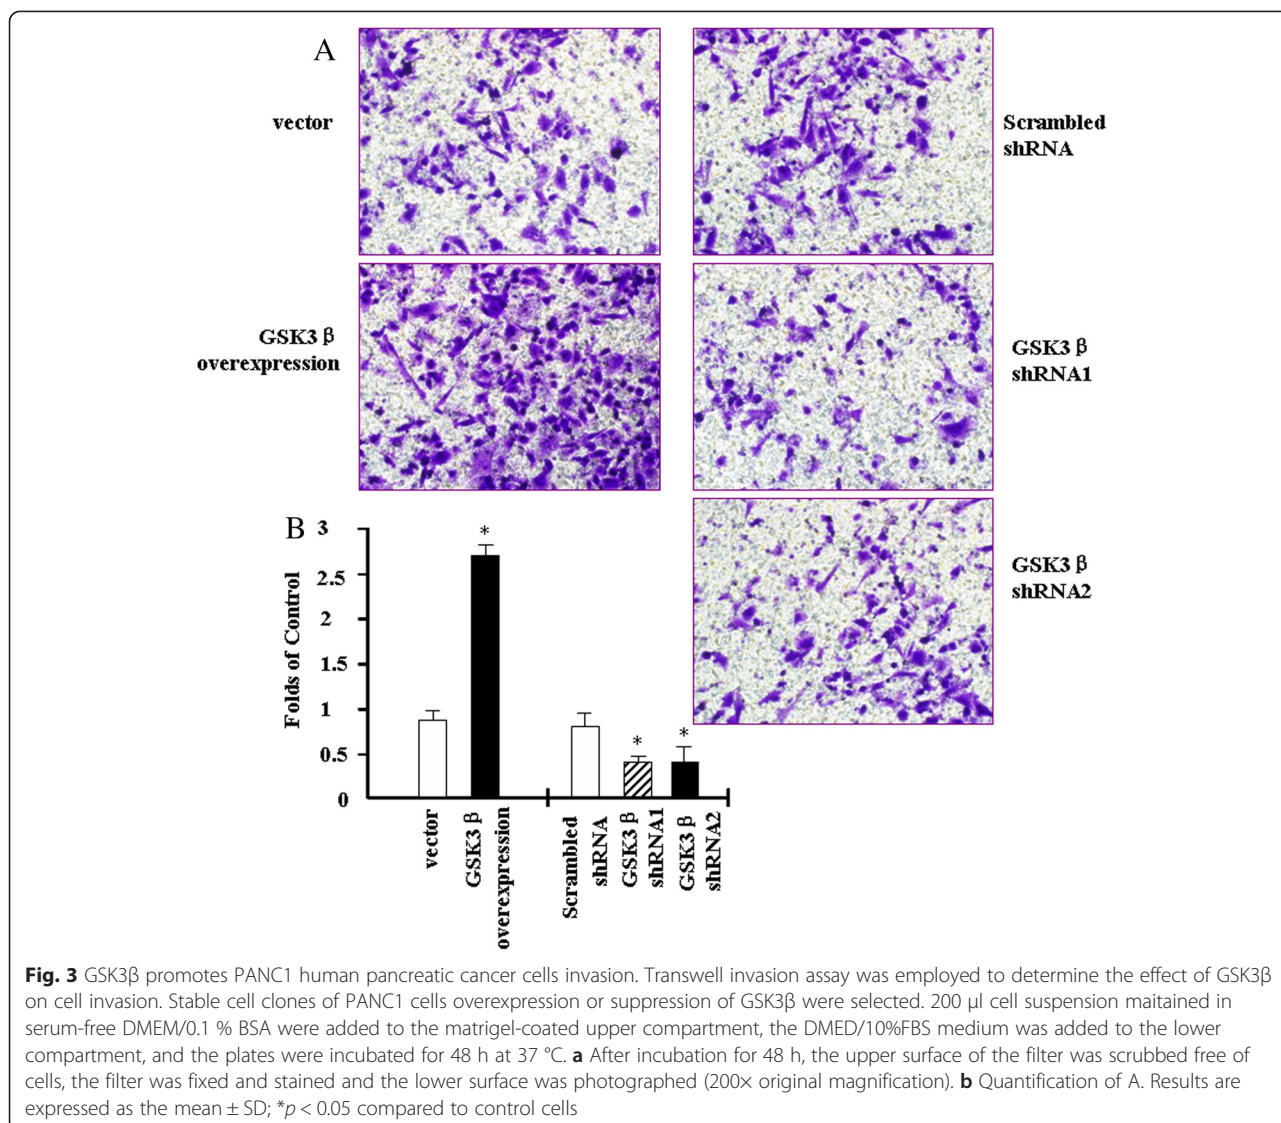 A
vector
Scrambled
shRNA
GSK3 β
overexpression
GSK3 β
shRNA1
GSK3 β
shRNA2
B
3
2.5
2
1.5
1
0.5
0
Folds of Control
*
*
*
vector
GSK3 β
overexpression
Scrambled
shRNA
GSK3 β
shRNA1
GSK3 β
shRNA2
Fig. 3 GSK3β promotes PANC1 human pancreatic cancer cells invasion. Transwell invasion assay was employed to determine the effect of GSK3β
on cell invasion. Stable cell clones of PANC1 cells overexpression or suppression of GSK3β were selected. 200 μl cell suspension maitained in
serum-free DMEM/0.1 % BSA were added to the matrigel-coated upper compartment, the DMED/10%FBS medium was added to the lower
compartment, and the plates were incubated for 48 h at 37 °C. a After incubation for 48 h, the upper surface of the filter was scrubbed free of
cells, the filter was fixed and stained and the lower surface was photographed (200× original magnification). b Quantification of A. Results are
expressed as the mean ± SD; *p < 0.05 compared to control cells